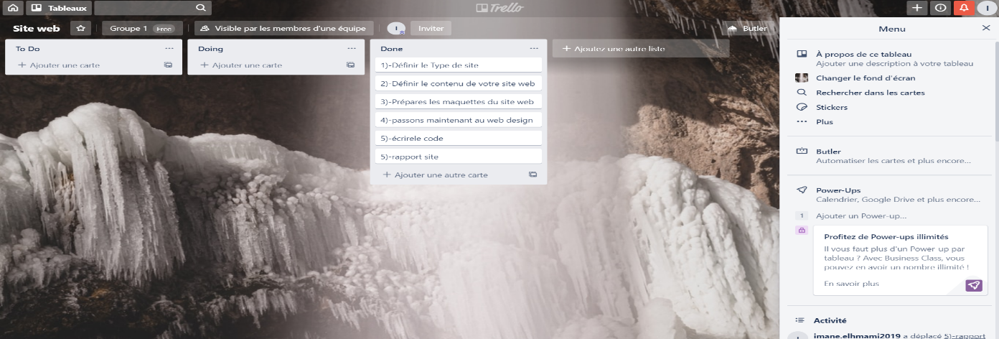 Tableaux
Trello
Site web
Groupe 1 Free
Visible par les membres d'une équipe
I
Inviter
Butler
To Do
Ajouter une carte
Doing
Ajouter une carte
Done
1)-Définir le Type de site
2)-Définir le contenu de votre site web
3)-Prépares les maquettes du site web
4)-passons maintenant au web design
5)-écrirele code
5)-rapport site
Ajouter une autre carte
Ajoutez une autre liste
I
Menu
À propos de ce tableau
Ajouter une description à votre tableau
Changer le fond d'écran
Rechercher dans les cartes
Stickers
Plus
Butler
Automatiser les cartes et plus encore...
Power-Ups
Calendrier, Google Drive et plus encore...
1 Ajouter un Power-up...
Profitez de Power-ups illimités
Il vous faut plus d'un Power-up par
tableau ? Avec Business Class, vous
pouvez en avoir un nombre illimité !
En savoir plus
Activité
imane.elhmami2019 a déplacé 5)-rapport